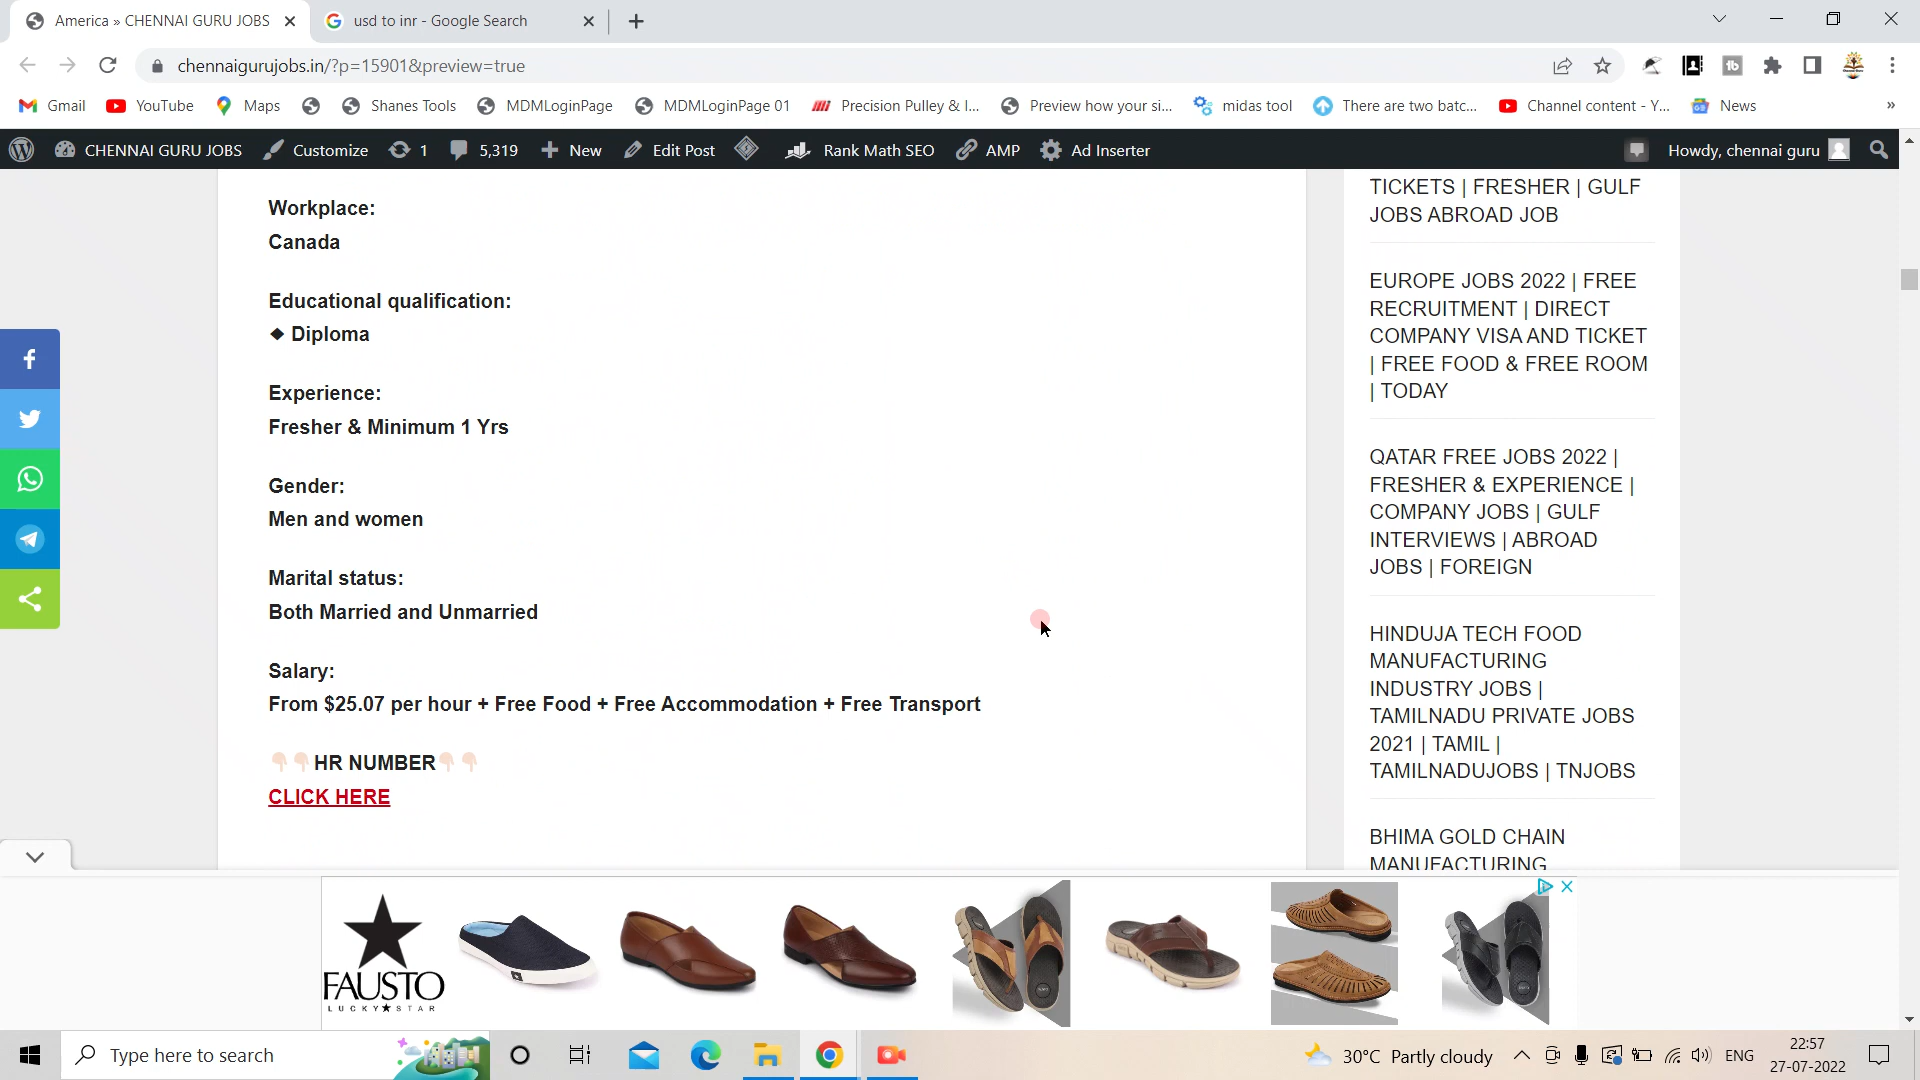 America » CHENNAI GURU JOBS
usd to inr - Google Search
chennaigurujobs.in/?p=15901&preview=true
Gmail
YouTube
Maps
Shanes Tools
MDMLoginPage
MDMLoginPage 01
Precision Pulley & I...
Preview how your si...
midas tool
There are two batc...
Channel content - Y...
News
»
CHENNAI GURU JOBS
Customize
1
5,319
New
Edit Post
Rank Math SEO
AMP
Ad Inserter
Howdy, chennai guru
Workplace:
Canada
Educational qualification:
❖ Diploma
Experience:
Fresher & Minimum 1 Yrs
Gender:
Men and women
Marital status:
Both Married and Unmarried
Salary:
From $25.07 per hour + Free Food + Free Accommodation + Free Transport
👇🏻👇🏻HR NUMBER👇🏻👇🏻
CLICK HERE
TICKETS | FRESHER | GULF
JOBS ABROAD JOB
EUROPE JOBS 2022 | FREE
RECRUITMENT | DIRECT
COMPANY VISA AND TICKET
| FREE FOOD & FREE ROOM
| TODAY
QATAR FREE JOBS 2022 |
FRESHER & EXPERIENCE |
COMPANY JOBS | GULF
INTERVIEWS | ABROAD
JOBS | FOREIGN
HINDUJA TECH FOOD
MANUFACTURING
INDUSTRY JOBS |
TAMILNADU PRIVATE JOBS
2021 | TAMIL |
TAMILNADUJOBS | TNJOBS
BHIMA GOLD CHAIN
MANUFACTURING
FAUSTO
LUCKY★STAR
Type here to search
30°C Partly cloudy
ENG
22:57
27-07-2022